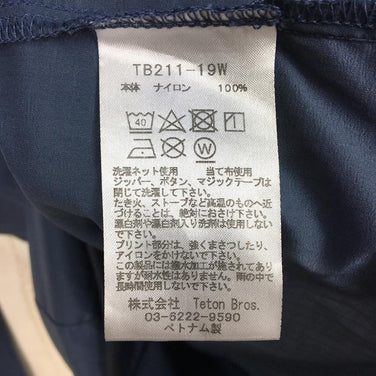 TB211-19W
本体 ナイロン 100%
40
W
洗濯ネット使用 当て布使用
ジッパー、ボタン、マジックテープは
閉じて洗濯して下さい。
たき火、ストーブなど高温のものへ近
づけることは、絶対にお避け下さい。
漂白剤や漂白剤入り洗剤は使用しない
で下さい。
プリント部分は、強くまさつしたり、
アイロンをかけないで下さい。
この製品には撥水加工が施されており
ますが耐水性はありません。雨の中で
長時間使用しないで下さい。
株式会社 Teton Bros.
03-6222-9590
ベトナム製